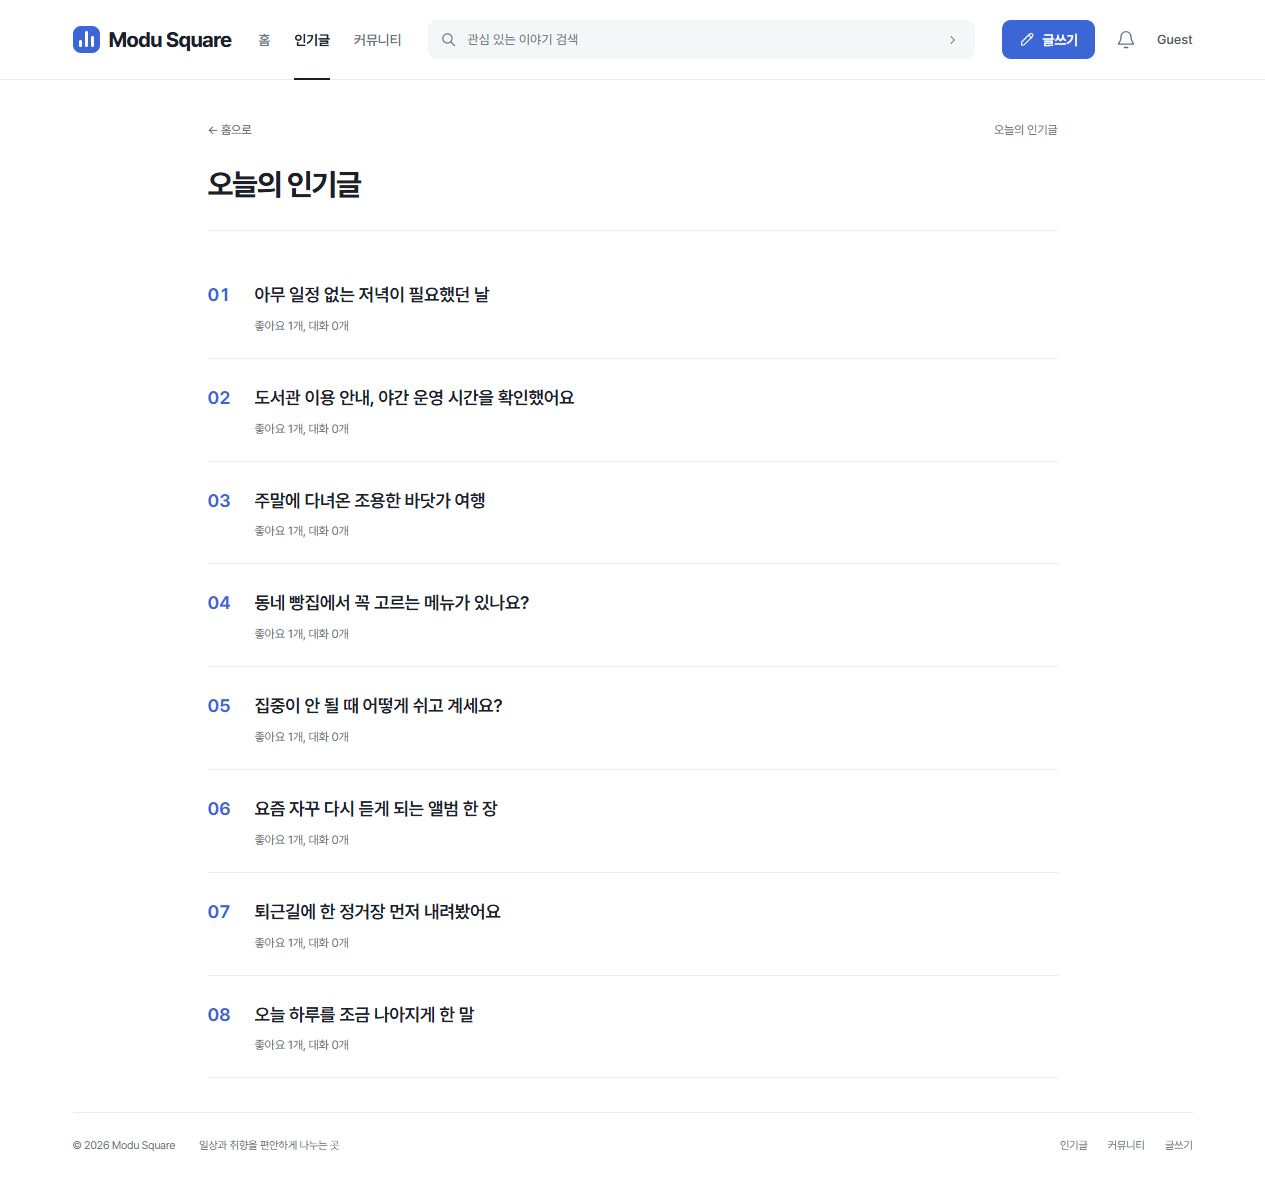 Modu Square 홈 인기글 커뮤니티 관심 있는 이야기 검색 글쓰기 Guest
← 홈으로 오늘의 인기글
오늘의 인기글
01 아무 일정 없는 저녁이 필요했던 날
좋아요 1개, 대화 0개
02 도서관 이용 안내, 야간 운영 시간을 확인했어요
좋아요 1개, 대화 0개
03 주말에 다녀온 조용한 바닷가 여행
좋아요 1개, 대화 0개
04 동네 빵집에서 꼭 고르는 메뉴가 있나요?
좋아요 1개, 대화 0개
05 집중이 안 될 때 어떻게 쉬고 계세요?
좋아요 1개, 대화 0개
06 요즘 자꾸 다시 듣게 되는 앨범 한 장
좋아요 1개, 대화 0개
07 퇴근길에 한 정거장 먼저 내려봤어요
좋아요 1개, 대화 0개
08 오늘 하루를 조금 나아지게 한 말
좋아요 1개, 대화 0개
© 2026 Modu Square 일상과 취향을 편안하게 나누는 곳 인기글 커뮤니티 글쓰기